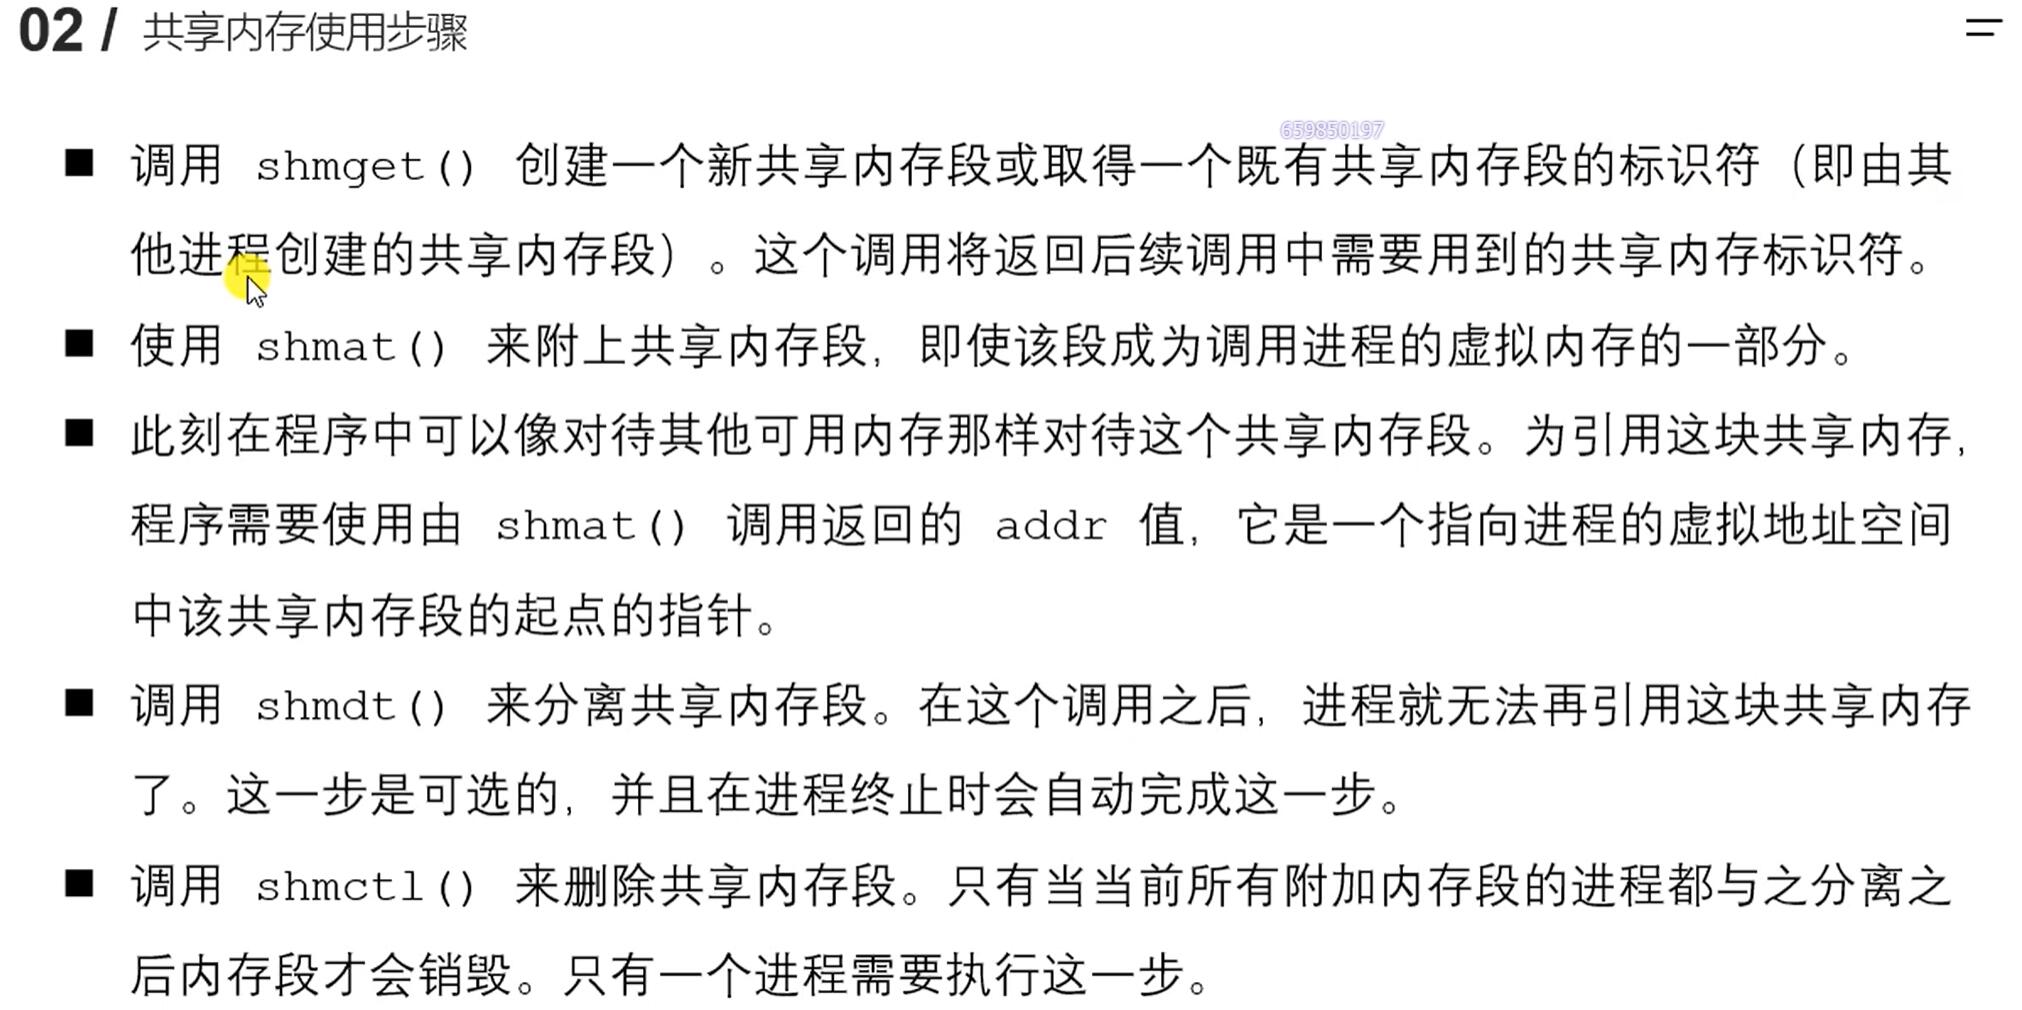 02 / 共享内存使用步骤
659850197
■ 调用 shmget() 创建一个新共享内存段或取得一个既有共享内存段的标识符（即由其
他进程创建的共享内存段）。这个调用将返回后续调用中需要用到的共享内存标识符。
■ 使用 shmat() 来附上共享内存段，即使该段成为调用进程的虚拟内存的一部分。
■ 此刻在程序中可以像对待其他可用内存那样对待这个共享内存段。为引用这块共享内存，
程序需要使用由 shmat() 调用返回的 addr 值，它是一个指向进程的虚拟地址空间
中该共享内存段的起点的指针。
■ 调用 shmdt() 来分离共享内存段。在这个调用之后，进程就无法再引用这块共享内存
了。这一步是可选的，并且在进程终止时会自动完成这一步。
■ 调用 shmctl() 来删除共享内存段。只有当当前所有附加内存段的进程都与之分离之
后内存段才会销毁。只有一个进程需要执行这一步。